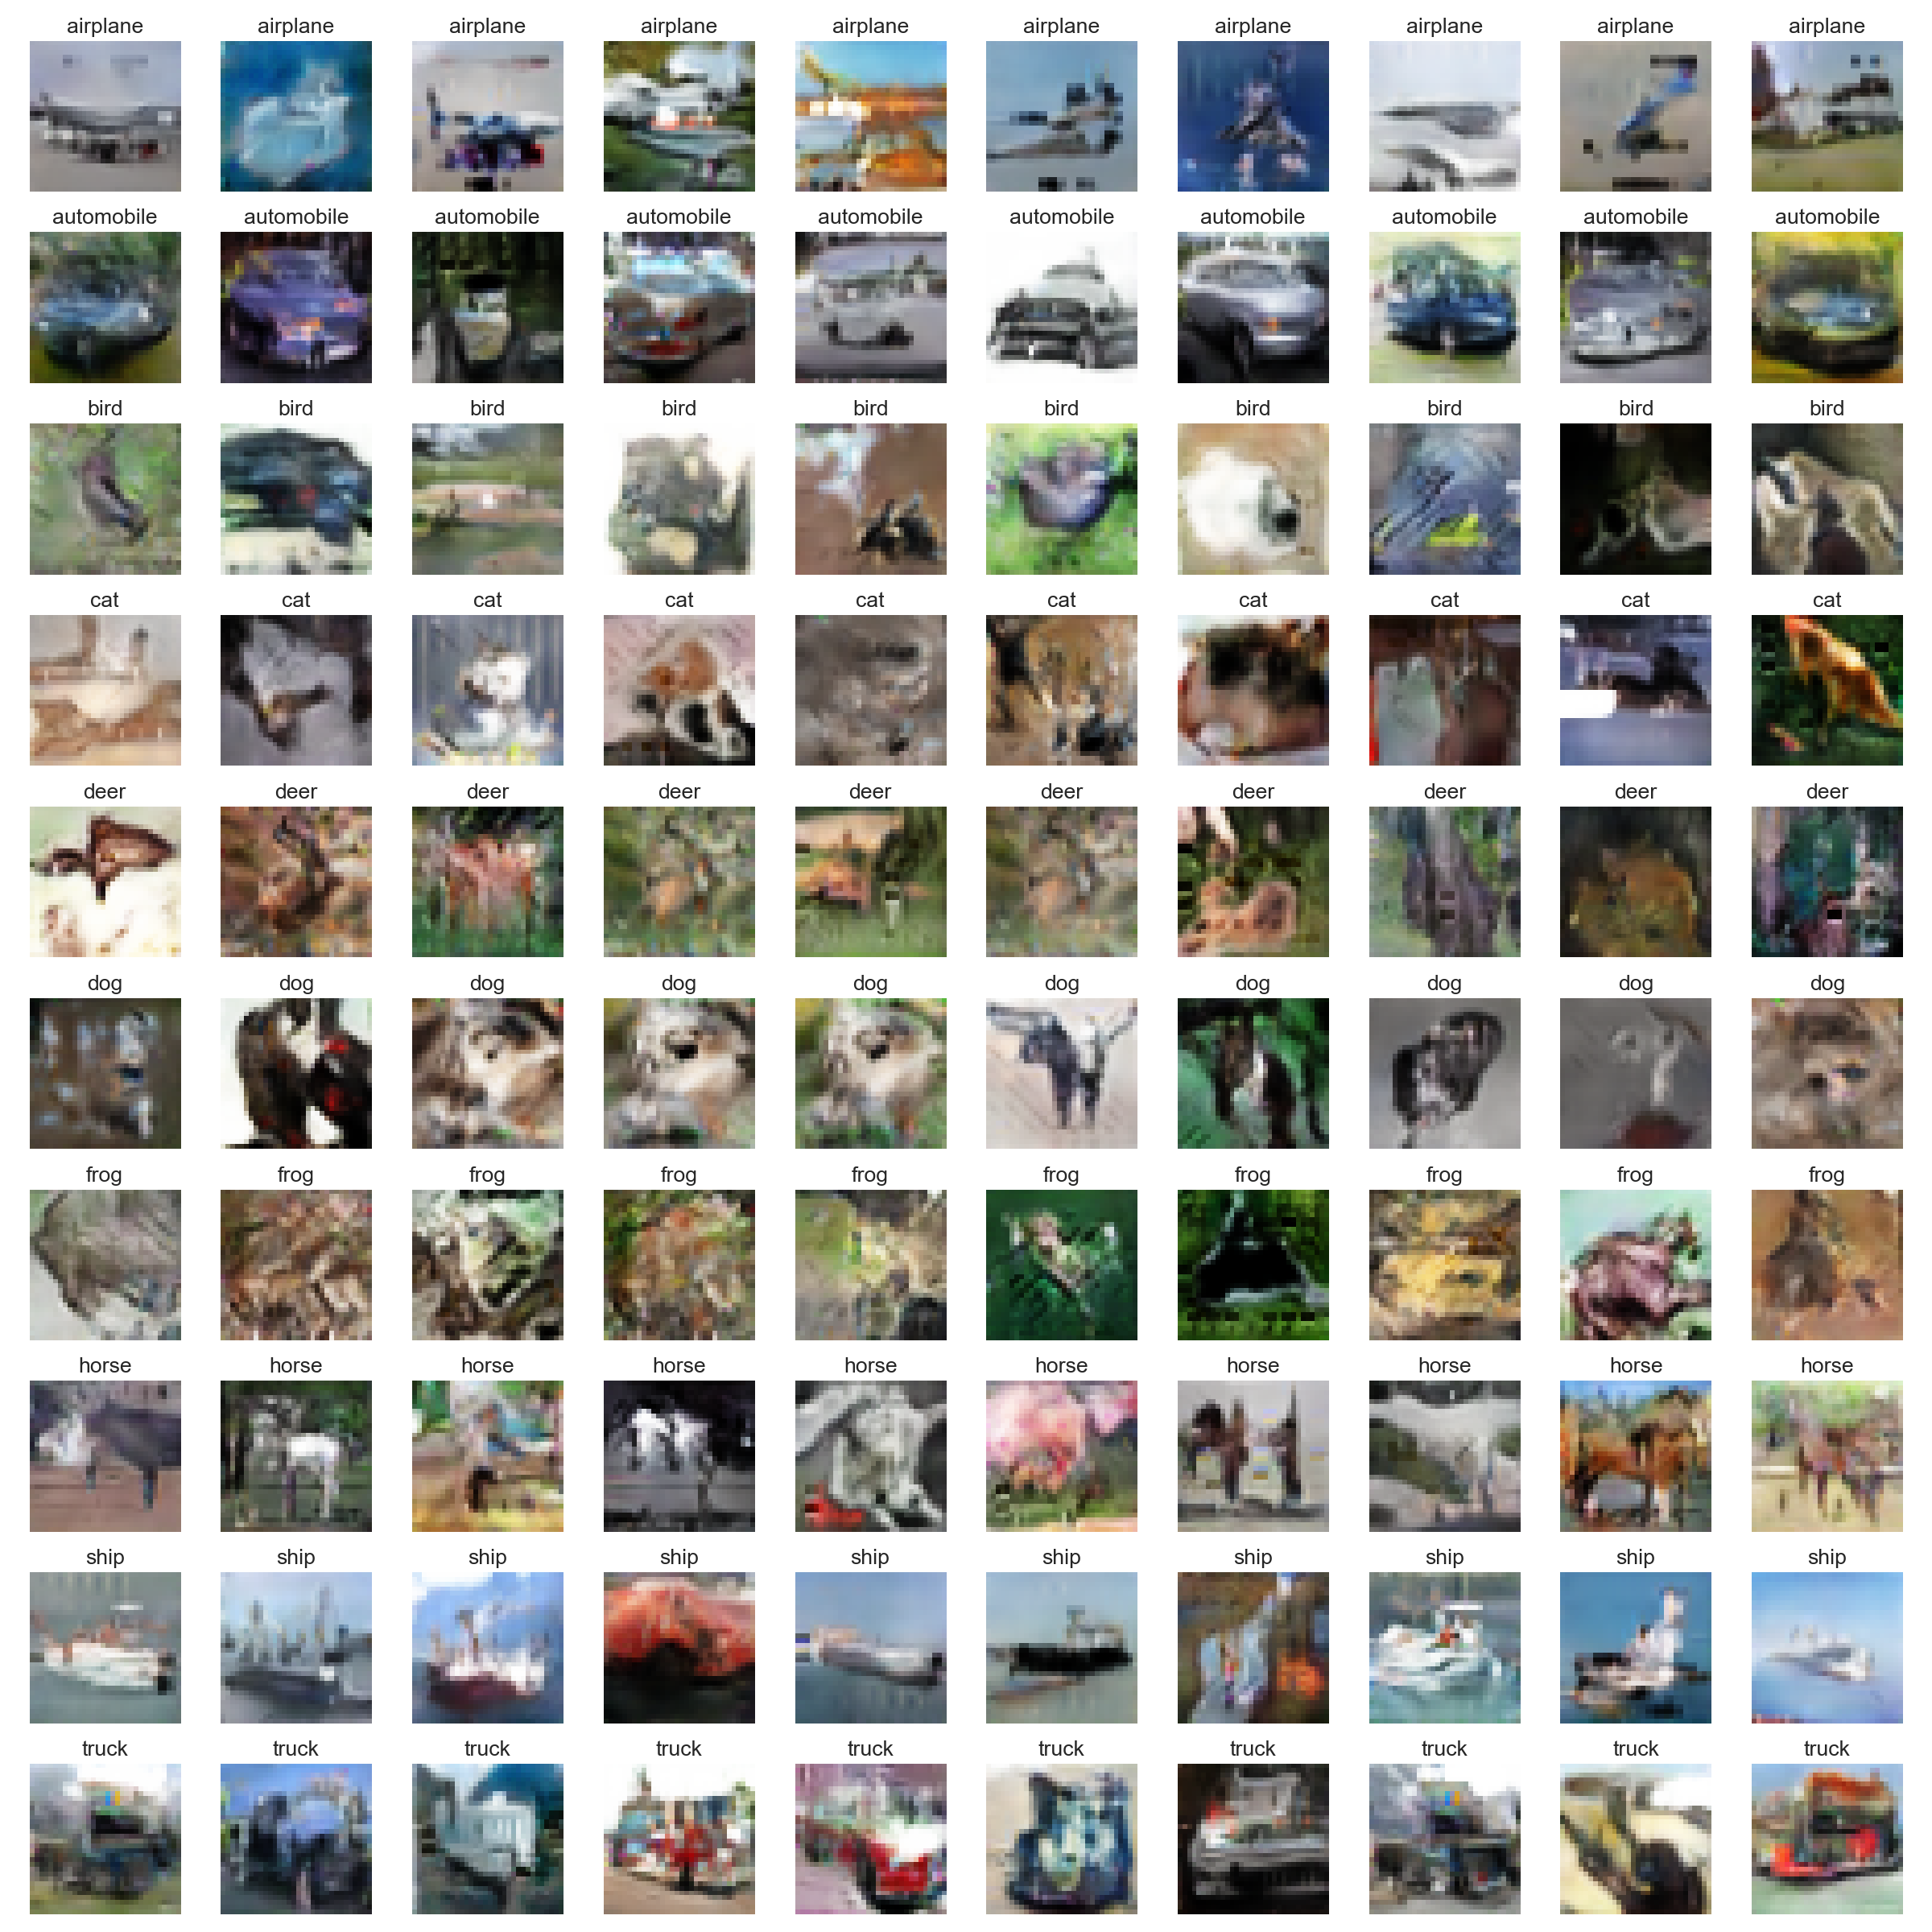 airplane airplane airplane airplane airplane airplane airplane airplane airplane airplane
automobile automobile automobile automobile automobile automobile automobile automobile automobile automobile
bird bird bird bird bird bird bird bird bird bird
cat cat cat cat cat cat cat cat cat cat
deer deer deer deer deer deer deer deer deer deer
dog dog dog dog dog dog dog dog dog dog
frog frog frog frog frog frog frog frog frog frog
horse horse horse horse horse horse horse horse horse horse
ship ship ship ship ship ship ship ship ship ship
truck truck truck truck truck truck truck truck truck truck